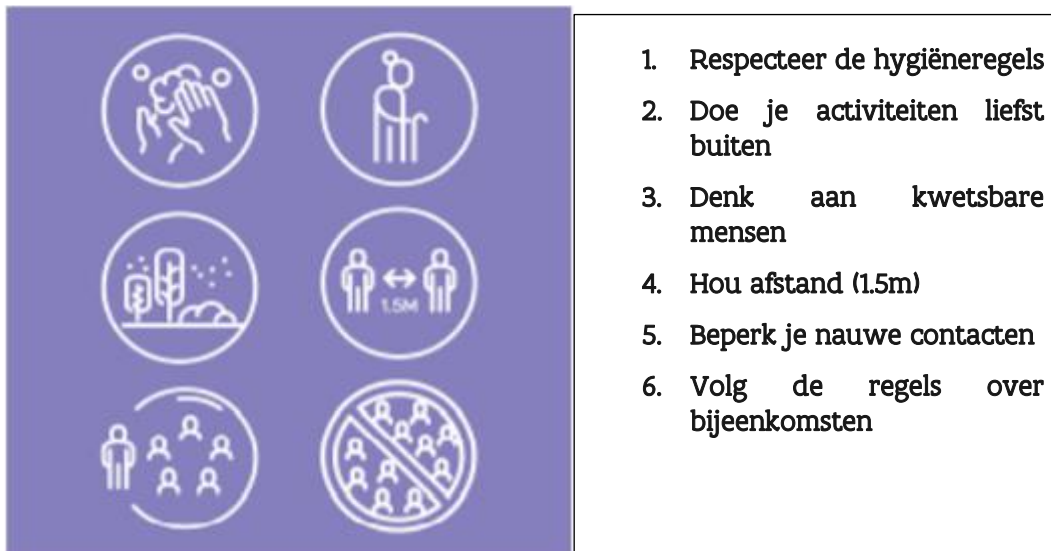 1.5M
1. Respecteer de hygiëneregels
2. Doe je activiteiten liefst
buiten
3. Denk aan kwetsbare
mensen
4. Hou afstand (1.5m)
5. Beperk je nauwe contacten
6. Volg de regels over
bijeenkomsten